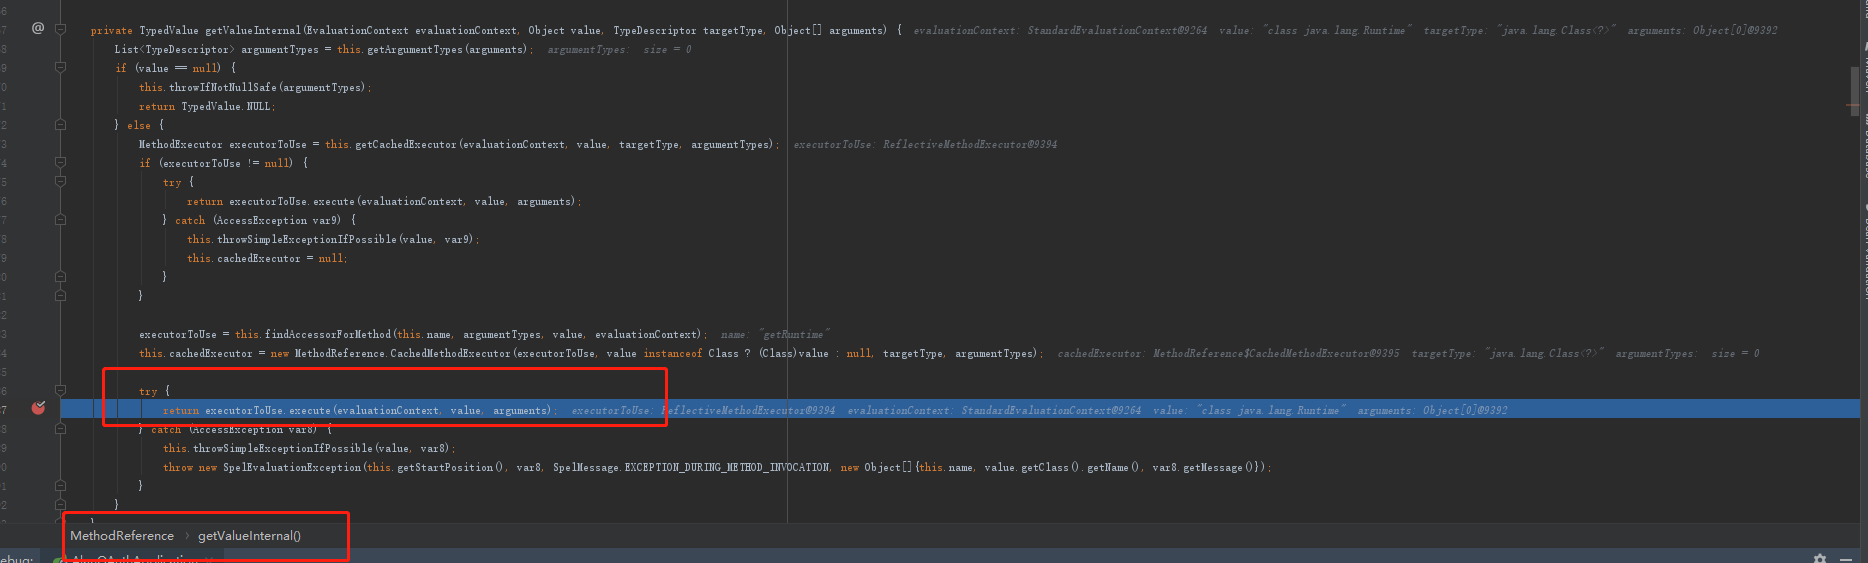 private TypedValue getValueInternal(EvaluationContext evaluationContext, Object value, TypeDescriptor targetType, Object[] arguments) { evaluationContext: StandardEvaluationContext@9264 value: "class java.lang.Runtime" targetType: "java.lang.Class<?>" arguments: Object[0]@9392
List<TypeDescriptor> argumentTypes = this.getArgumentTypes(arguments); argumentTypes: size = 0
if (value == null) {
this.throwIfNotNullSafe(argumentTypes);
return TypedValue.NULL;
} else {
MethodExecutor executorToUse = this.getCachedExecutor(evaluationContext, value, targetType, argumentTypes); executorToUse: ReflectiveMethodExecutor@9394
if (executorToUse != null) {
try {
return executorToUse.execute(evaluationContext, value, arguments);
} catch (AccessException var9) {
this.throwSimpleExceptionIfPossible(value, var9);
this.cachedExecutor = null;
}
}
executorToUse = this.findAccessorForMethod(this.name, argumentTypes, value, evaluationContext); name: "getRuntime"
this.cachedExecutor = new MethodReference.CachedMethodExecutor(executorToUse, value instanceof Class ? (Class)value : null, targetType, argumentTypes); cachedExecutor: MethodReference$CachedMethodExecutor@9395 targetType: "java.lang.Class<?>" argumentTypes: size = 0
try {
return executorToUse.execute(evaluationContext, value, arguments); executorToUse: ReflectiveMethodExecutor@9394 evaluationContext: StandardEvaluationContext@9264 value: "class java.lang.Runtime" arguments: Object[0]@9392
} catch (AccessException var8) {
this.throwSimpleExceptionIfPossible(value, var8);
throw new SpelEvaluationException(this.getStartPosition(), var8, SpelMessage.EXCEPTION_DURING_METHOD_INVOCATION, new Object[]{this.name, value.getClass().getName(), var8.getMessage()});
}
}
MethodReference > getValueInternal()